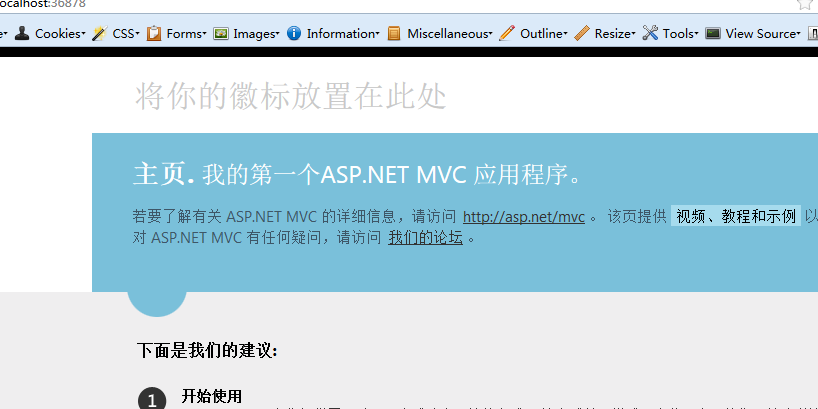 ocalhost:36878
Cookies Css Forms Images Information Miscellaneous Outline Resize Tools View Source
将你的徽标放置在此处
主页. 我的第一个ASP.NET MVC 应用程序。
若要了解有关 ASP.NET MVC 的详细信息，请访问 http://asp.net/mvc 。 该页提供 视频、教程和示例 以
对 ASP.NET MVC 有任何疑问，请访问 我们的论坛 。
下面是我们的建议:
1 开始使用